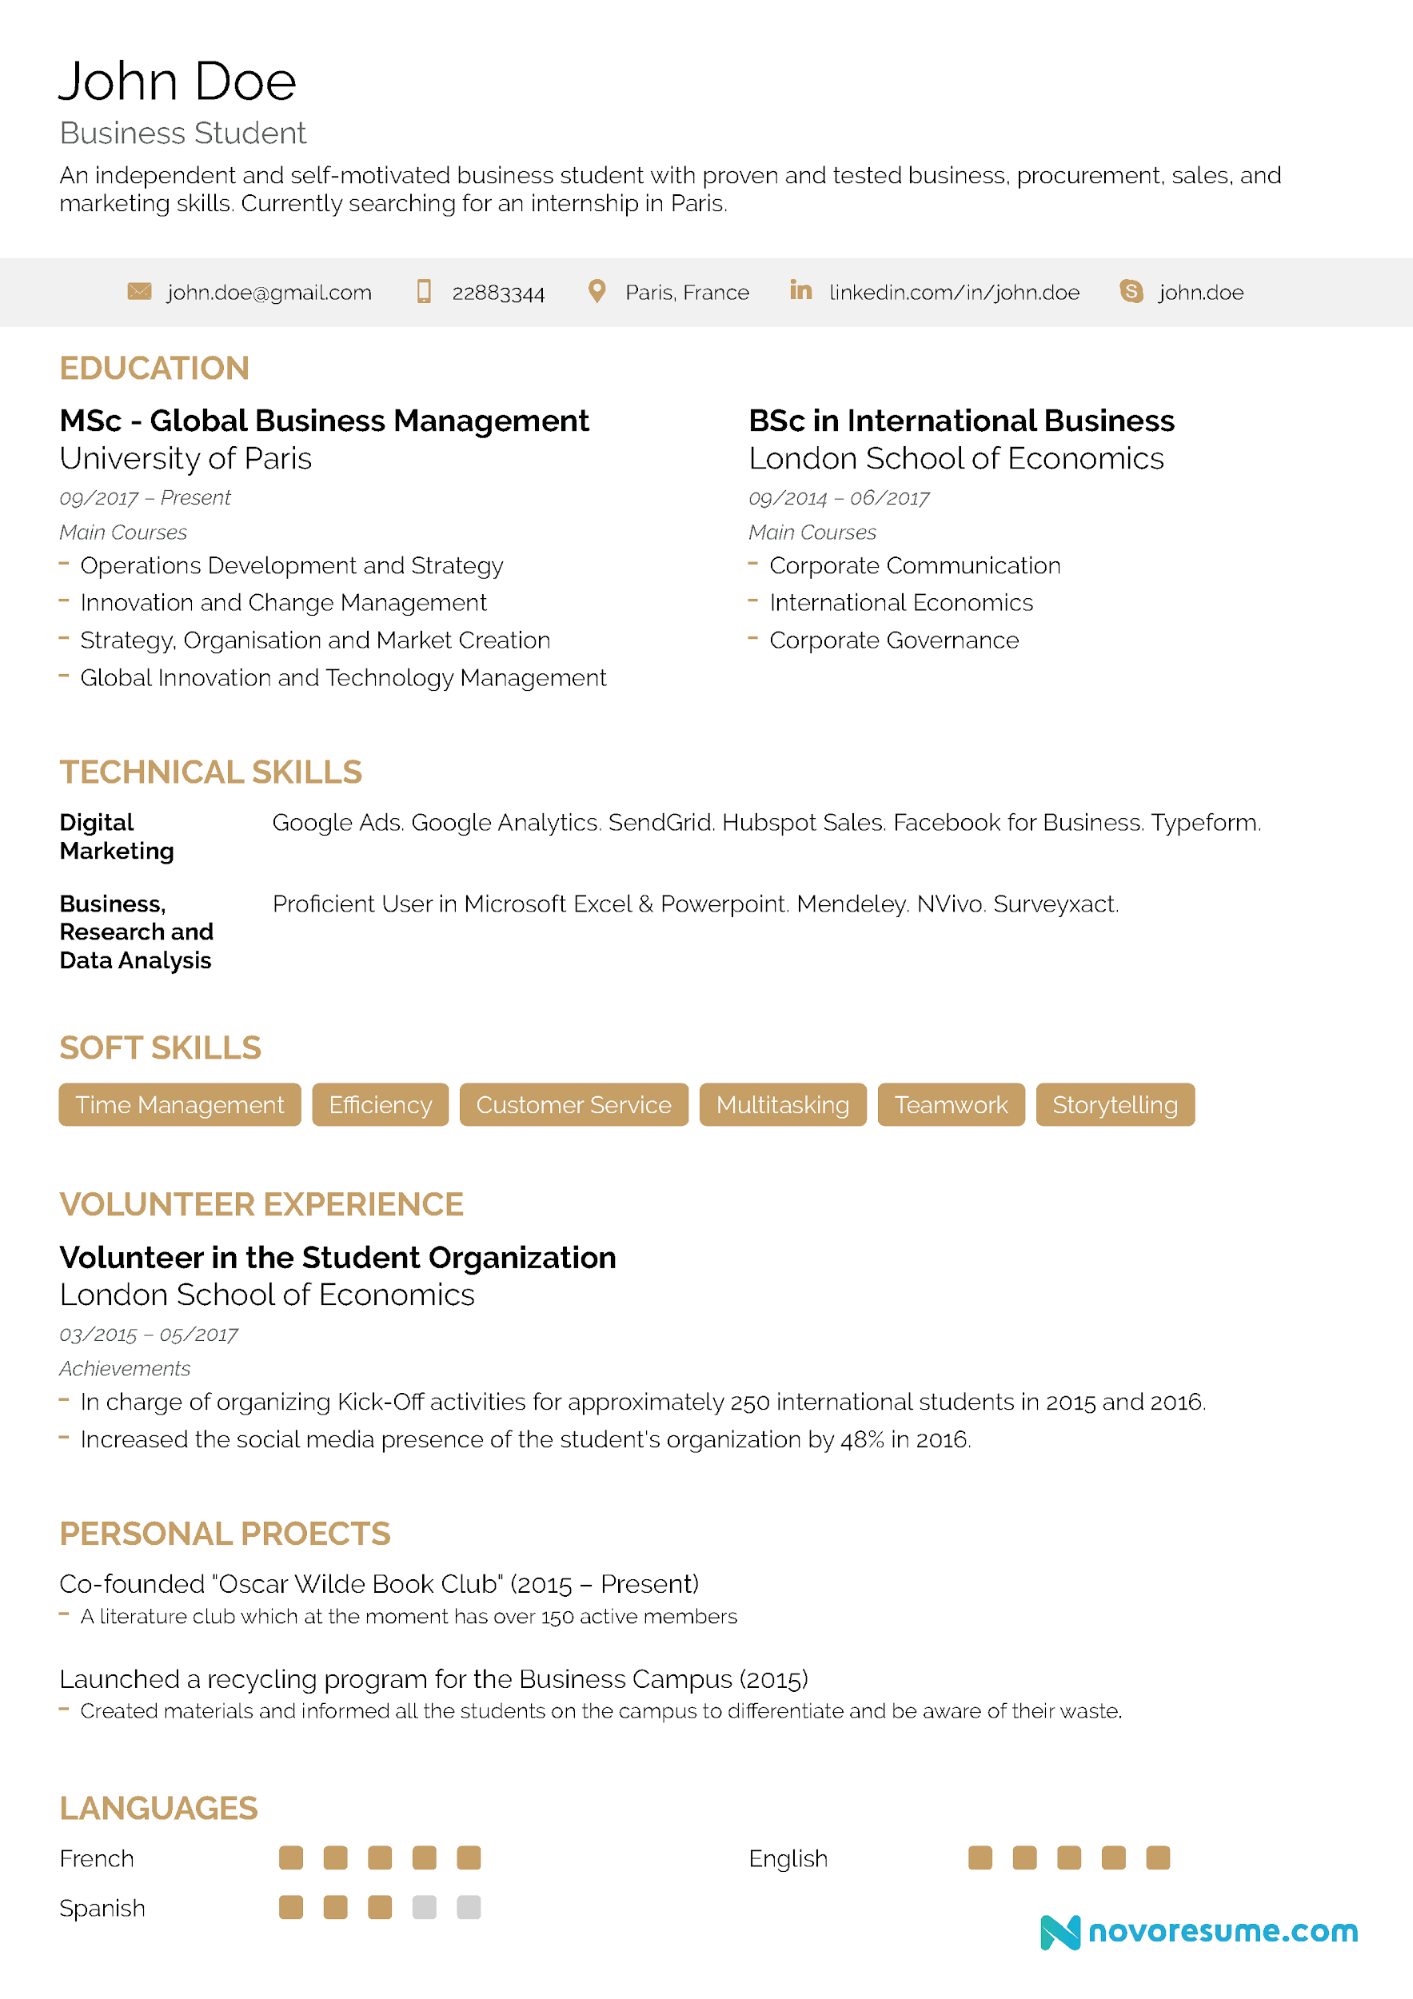 John Doe
Business Student
An independent and self-motivated business student with proven and tested business, procurement, sales, and
marketing skills. Currently searching for an internship in Paris.
john.doe@gmail.com 22883344 Paris, France linkedin.com/in/john.doe john.doe
EDUCATION
MSc - Global Business Management
University of Paris
09/2017 – Present
Main Courses
- Operations Development and Strategy
- Innovation and Change Management
- Strategy, Organisation and Market Creation
- Global Innovation and Technology Management
BSc in International Business
London School of Economics
09/2014 – 06/2017
Main Courses
- Corporate Communication
- International Economics
- Corporate Governance
TECHNICAL SKILLS
Digital
Marketing
Google Ads. Google Analytics. SendGrid. Hubspot Sales. Facebook for Business. Typeform.
Business,
Research and
Data Analysis
Proficient User in Microsoft Excel & Powerpoint. Mendeley. NVivo. Surveyxact.
SOFT SKILLS
Time Management Efficiency Customer Service Multitasking Teamwork Storytelling
VOLUNTEER EXPERIENCE
Volunteer in the Student Organization
London School of Economics
03/2015 – 05/2017
Achievements
- In charge of organizing Kick-Off activities for approximately 250 international students in 2015 and 2016.
- Increased the social media presence of the student's organization by 48% in 2016.
PERSONAL PROECTS
Co-founded "Oscar Wilde Book Club" (2015 – Present)
- A literature club which at the moment has over 150 active members
Launched a recycling program for the Business Campus (2015)
- Created materials and informed all the students on the campus to differentiate and be aware of their waste.
LANGUAGES
French
English
Spanish
novoresume.com